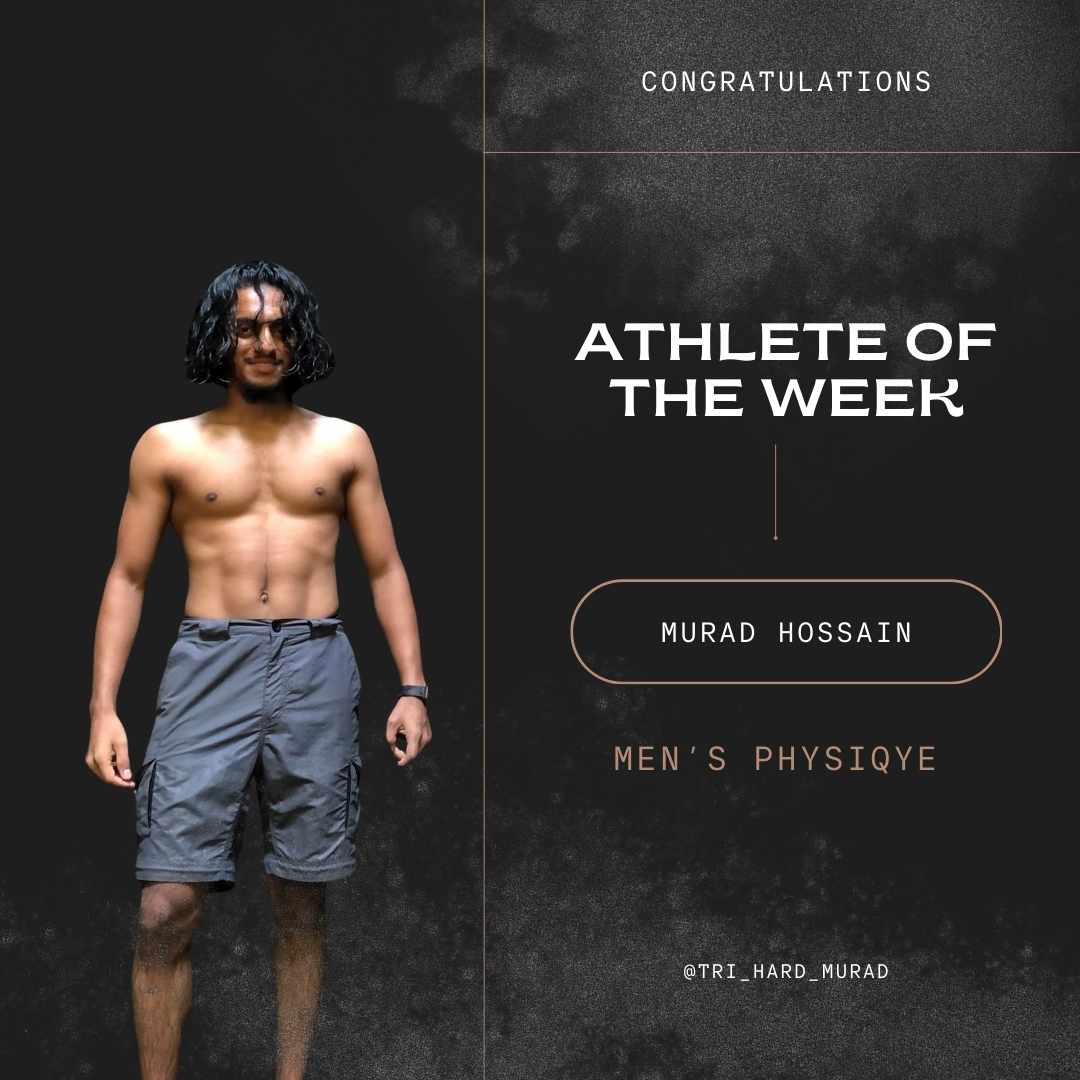 CONGRATULATIONS
ATHLETE OF
THE WEEK
MURAD HOSSAIN
MEN'S PHYSIQYE
@TRI_HARD_MURAD